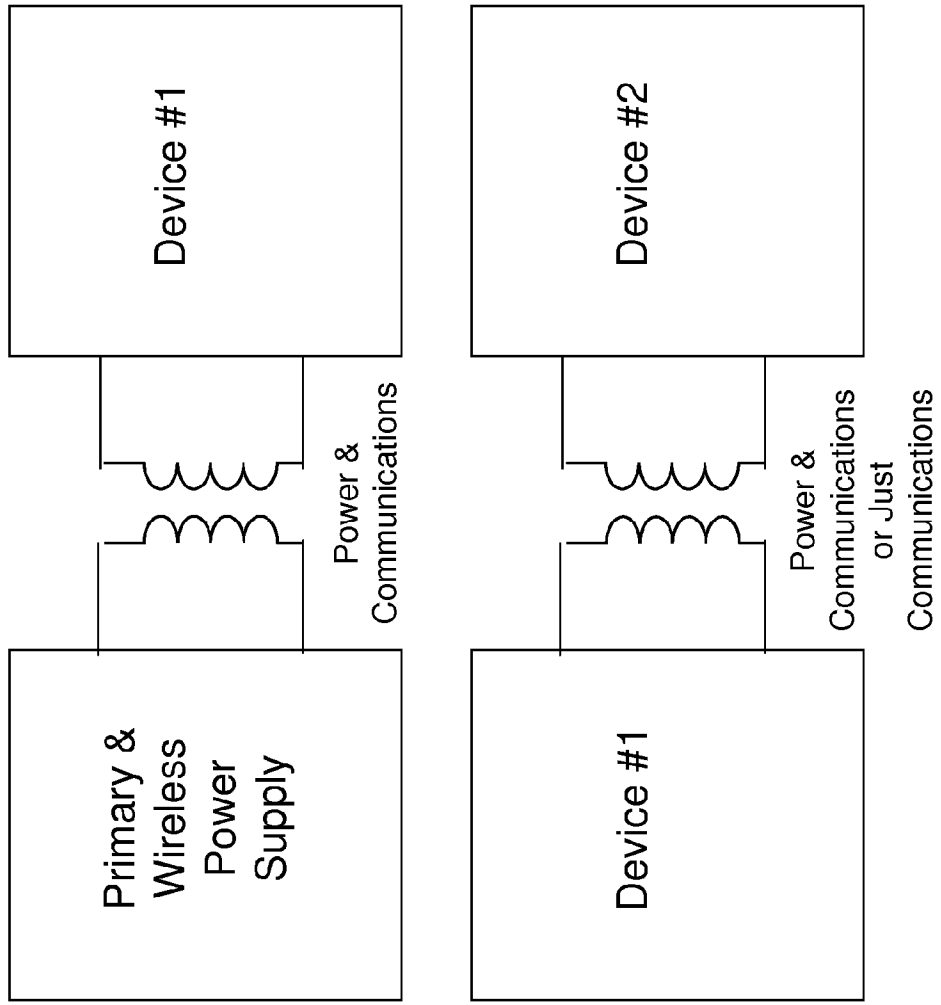 Primary &
Wireless
Power
Supply
Power &
Communications
Device #1
Device #1
Power &
Communications
or Just
Communications
Device #2